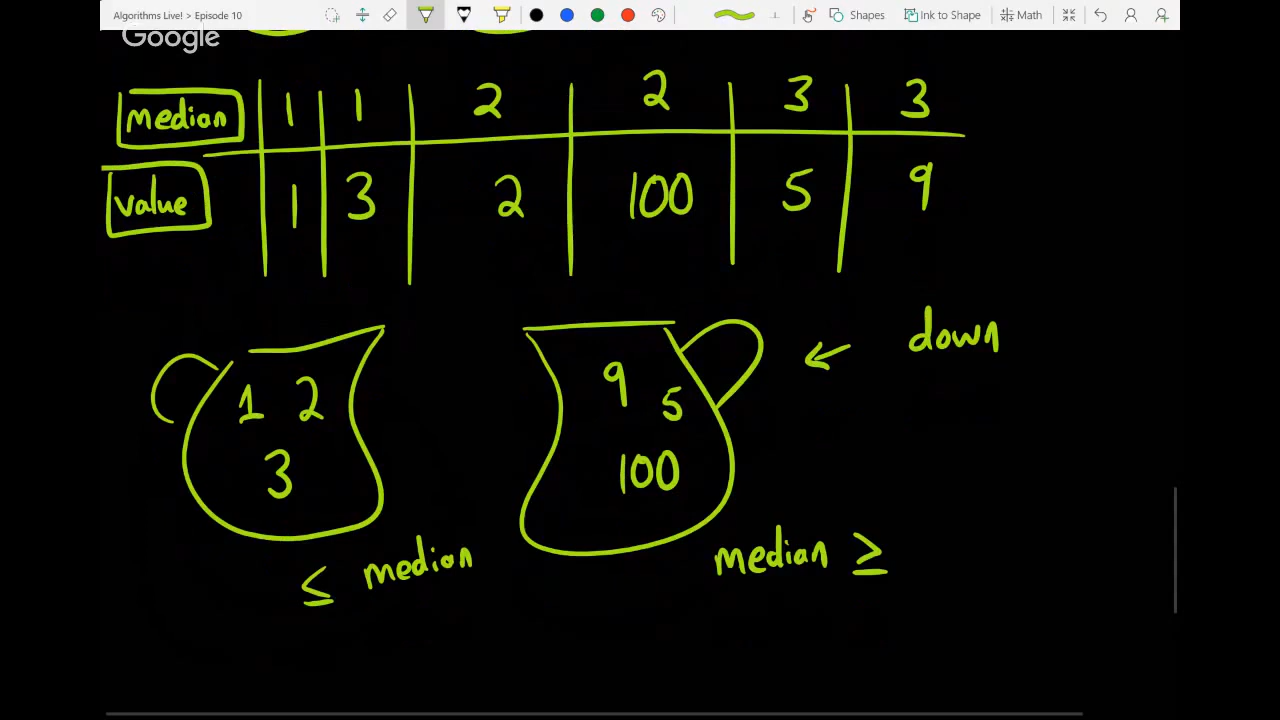 Algorithms Live! > Episode 10
Shapes Ink to Shape Math
Google
median 1 1 2 2 3 3
value 1 3 2 100 5 9
down
1 2
3
9 5
100
≤ median
median ≥